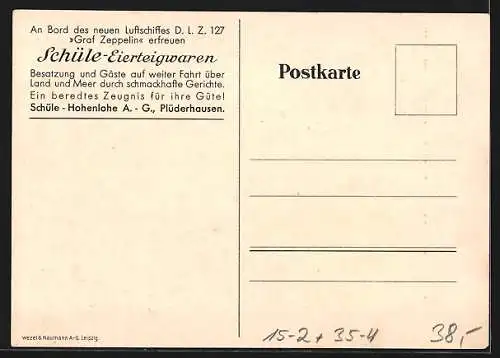 An Bord des neuen Luftschiffes D. L. Z. 127
»Graf Zeppelin« erfreuen
Schüle-Eierteigwaren
Besatzung und Gäste auf weiter Fahrt über
Land und Meer durch schmackhafte Gerichte.
Ein beredtes Zeugnis für ihre Güte!
Schüle - Hohenlohe A. - G., Plüderhausen.
Postkarte
Wezel & Naumann A-G. Leipzig.
15-2 + 35-4
38,-